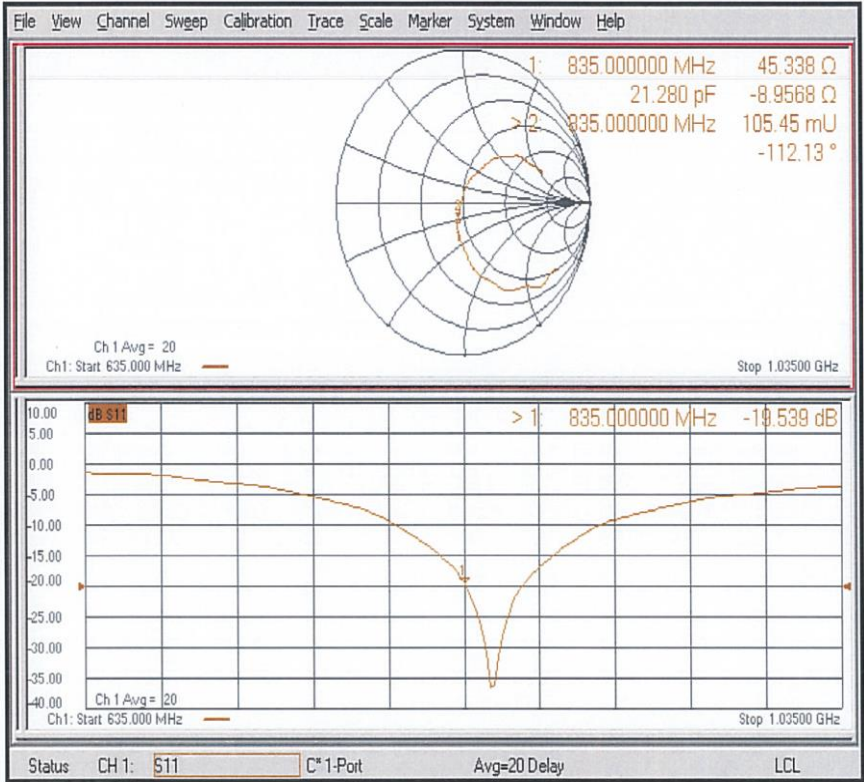 File View Channel Sweep Calibration Trace Scale Marker System Window Help
1: 835.000000 MHz 45.338 Ω
21.280 pF -8.9568 Ω
> 2: 835.000000 MHz 105.45 mU
-112.13 °
Ch 1 Avg = 20
Ch1: Start 635.000 MHz
Stop 1.03500 GHz
10.00
dB S11
> 1: 835.000000 MHz -19.539 dB
5.00
0.00
-5.00
-10.00
-15.00
1
-20.00
-25.00
-30.00
-35.00
-40.00
Ch 1 Avg = 20
Ch1: Start 635.000 MHz
Stop 1.03500 GHz
Status CH 1: S11 C* 1-Port Avg=20 Delay LCL